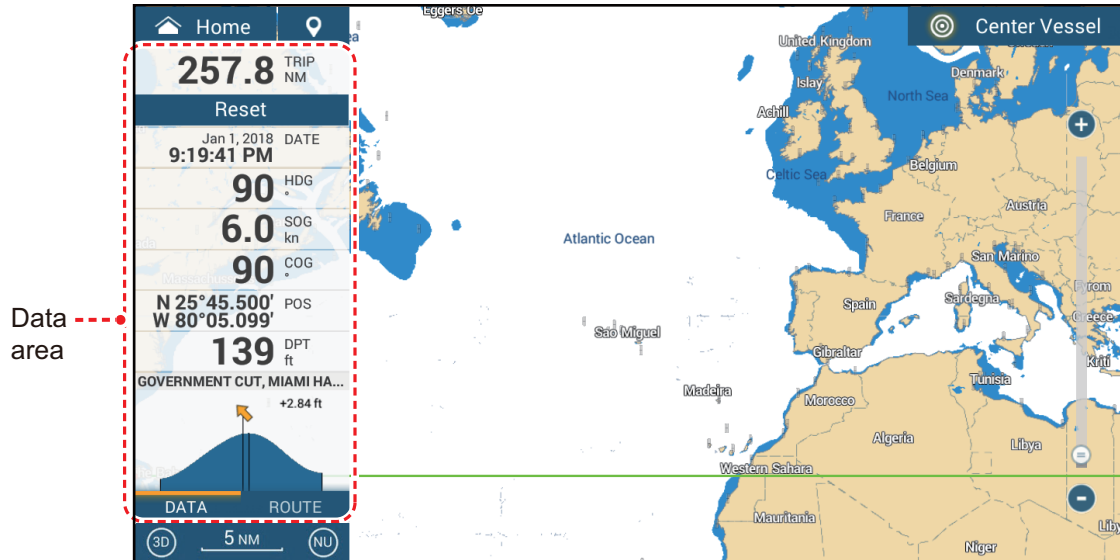 Data
area
Home
257.8 TRIP NM
Reset
Jan 1, 2018 DATE
9:19:41 PM
90 HDG °
6.0 SOG kn
90 COG °
N 25°45.500' POS
W 80°05.099'
139 DPT ft
GOVERNMENT CUT, MIAMI HA...
+2.84 ft
DATA ROUTE
3D 5 NM NU
Center Vessel
Eggers Oe
United Kingdom
Islay
Denmark
North Sea
Achill
Belgium
Celtic Sea
France
Austria
Atlantic Ocean
San Marino
Spain
Sardegna
Fyrom
Greece
Sao Miguel
Gibraltar
Kriti
Tunisia
Madeira
Morocco
Algeria
Libya
Western Sahara
Mauritania
Niger
Liby